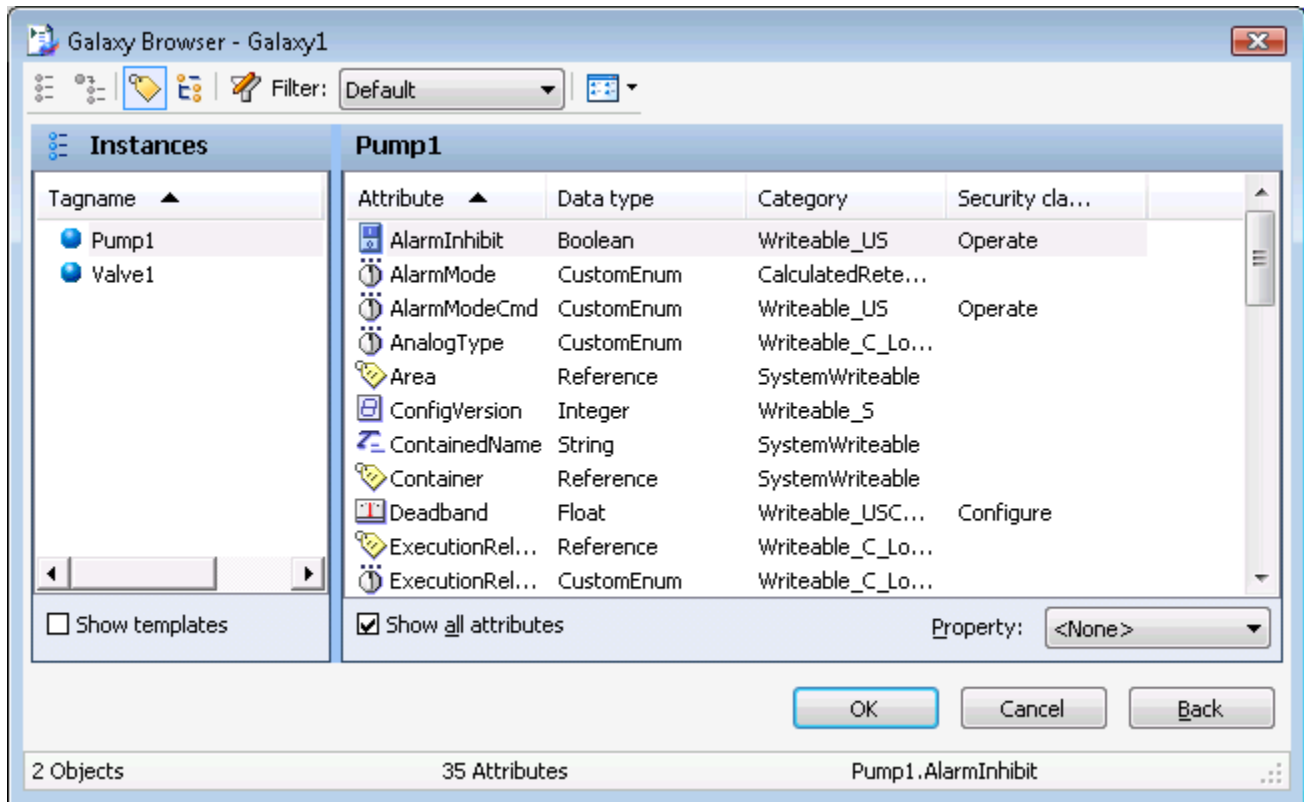 Galaxy Browser - Galaxy1
Filter: Default
Instances
Pump1
Tagname
Pump1
Valve1
Show templates
Attribute Data type Category Security cla...
AlarmInhibit Boolean Writeable_US Operate
AlarmMode CustomEnum CalculatedRete...
AlarmModeCmd CustomEnum Writeable_US Operate
AnalogType CustomEnum Writeable_C_Lo...
Area Reference SystemWriteable
ConfigVersion Integer Writeable_S
ContainedName String SystemWriteable
Container Reference SystemWriteable
Deadband Float Writeable_USC... Configure
ExecutionRel... Reference Writeable_C_Lo...
ExecutionRel... CustomEnum Writeable_C_Lo...
Show all attributes Property: <None>
OK Cancel Back
2 Objects 35 Attributes Pump1.AlarmInhibit